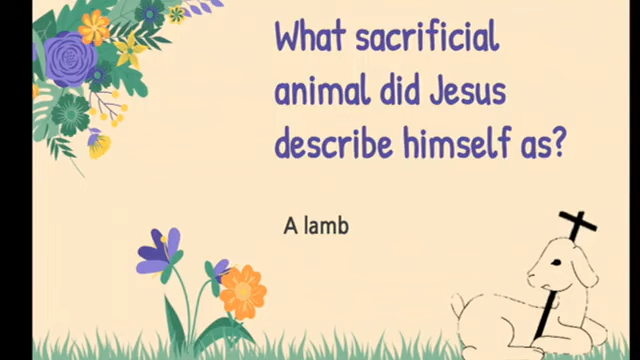 What sacrificial
animal did Jesus
describe himself as?
A lamb